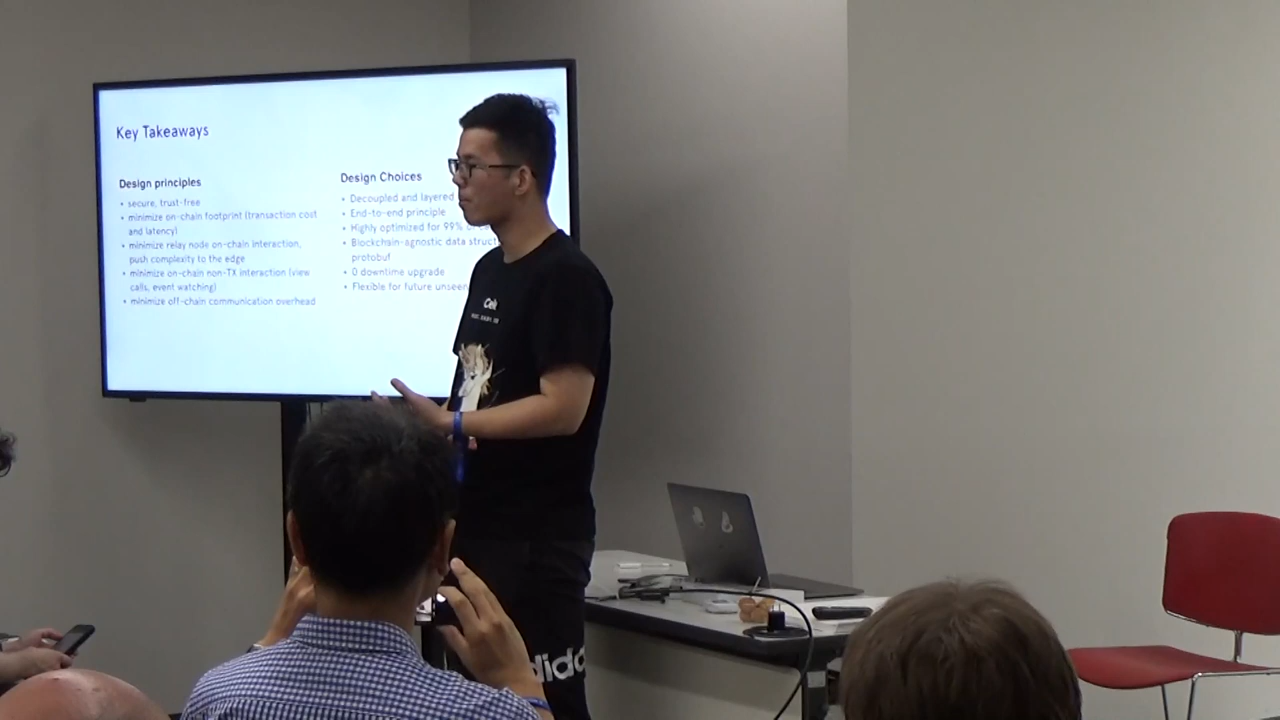 Key Takeaways
Design principles
• secure, trust-free
• minimize on-chain footprint (transaction cost
and latency)
• minimize relay node on-chain interaction,
push complexity to the edge
• minimize on-chain non-TX interaction (view
calls, event watching)
• minimize off-chain communication overhead
Design Choices
• Decoupled and layered
• End-to-end principle
• Highly optimized for 99%
• Blockchain-agnostic data struct
protobuf
• 0 downtime upgrade
• Flexible for future unseen
Cel
dida